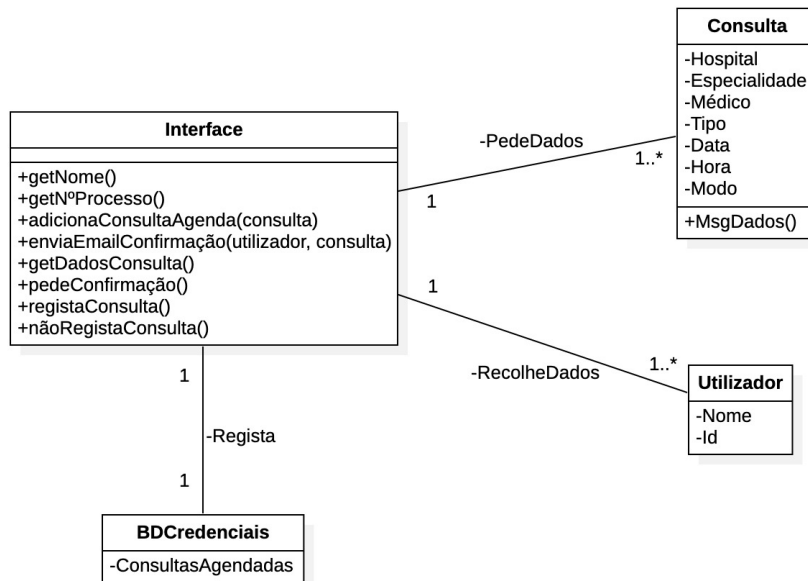 Consulta
-Hospital
-Especialidade
-Médico
-Tipo
-Data
-Hora
-Modo
+MsgDados()
Interface
+getNome()
+getNºProcesso()
+adicionaConsultaAgenda(consulta)
+enviaEmailConfirmação(utilizador, consulta)
+getDadosConsulta()
+pedeConfirmação()
+registaConsulta()
+nãoRegistaConsulta()
-PedeDados
1..*
1
1
-RecolheDados
1..*
Utilizador
-Nome
-Id
1
-Regista
1
BDCredenciais
-ConsultasAgendadas